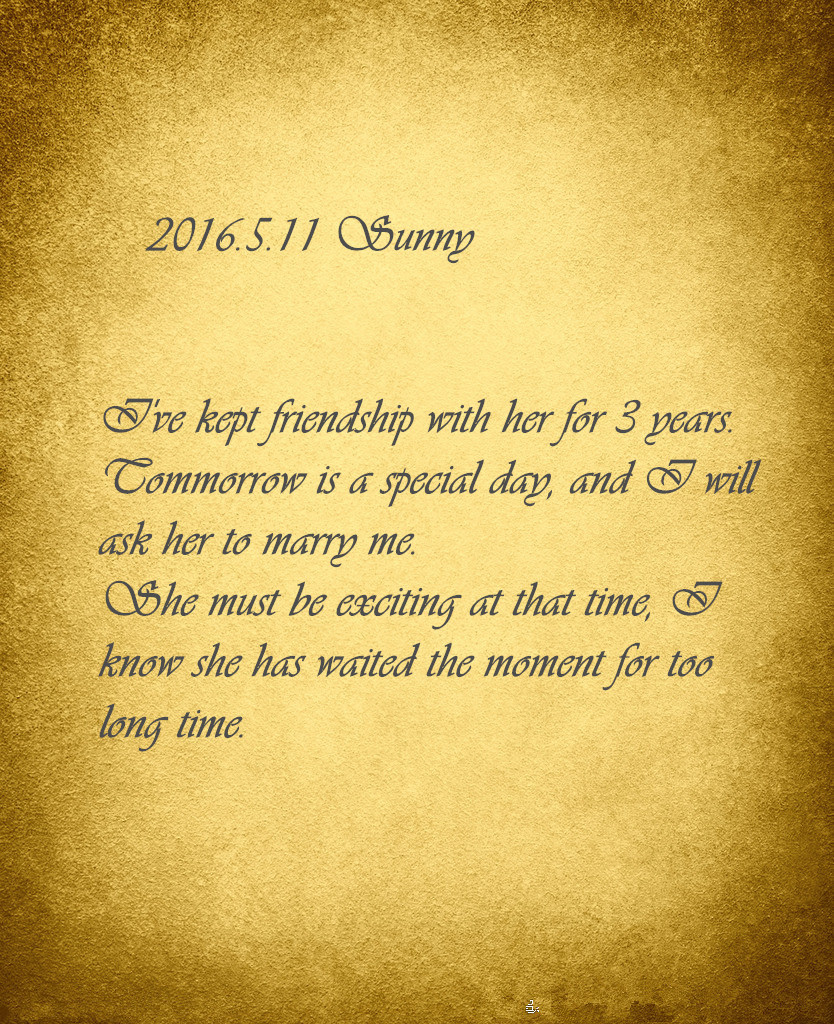 2016.5.11 Sunny
I've kept friendship with her for 3 years.
Tommorrow is a special day, and I will
ask her to marry me.
She must be exciting at that time, I
know she has waited the moment for too
long time.